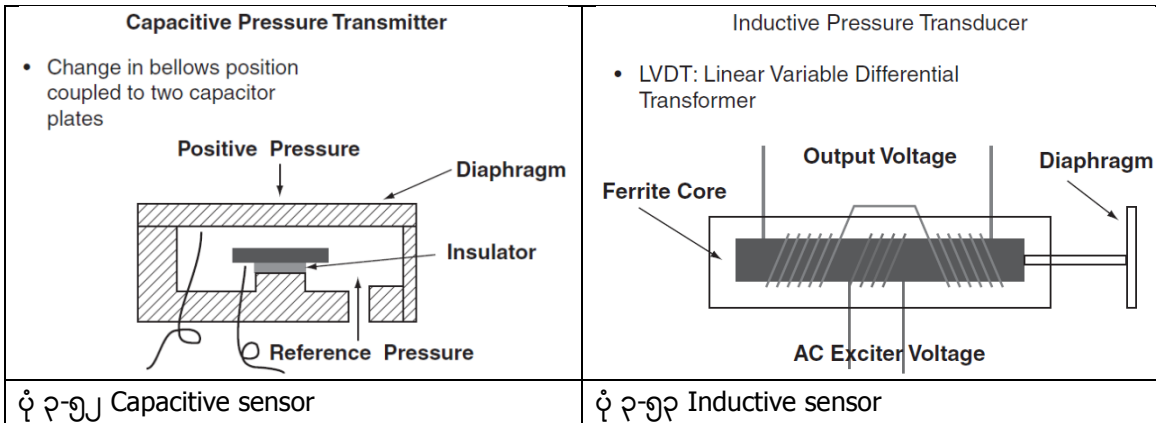 Capacitive Pressure Transmitter
• Change in bellows position
coupled to two capacitor
plates
Positive Pressure
Diaphragm
Insulator
Reference Pressure
ပုံ ၃-၅၂ Capacitive sensor
Inductive Pressure Transducer
• LVDT: Linear Variable Differential
Transformer
Output Voltage
Diaphragm
Ferrite Core
AC Exciter Voltage
ပုံ ၃-၅၃ Inductive sensor